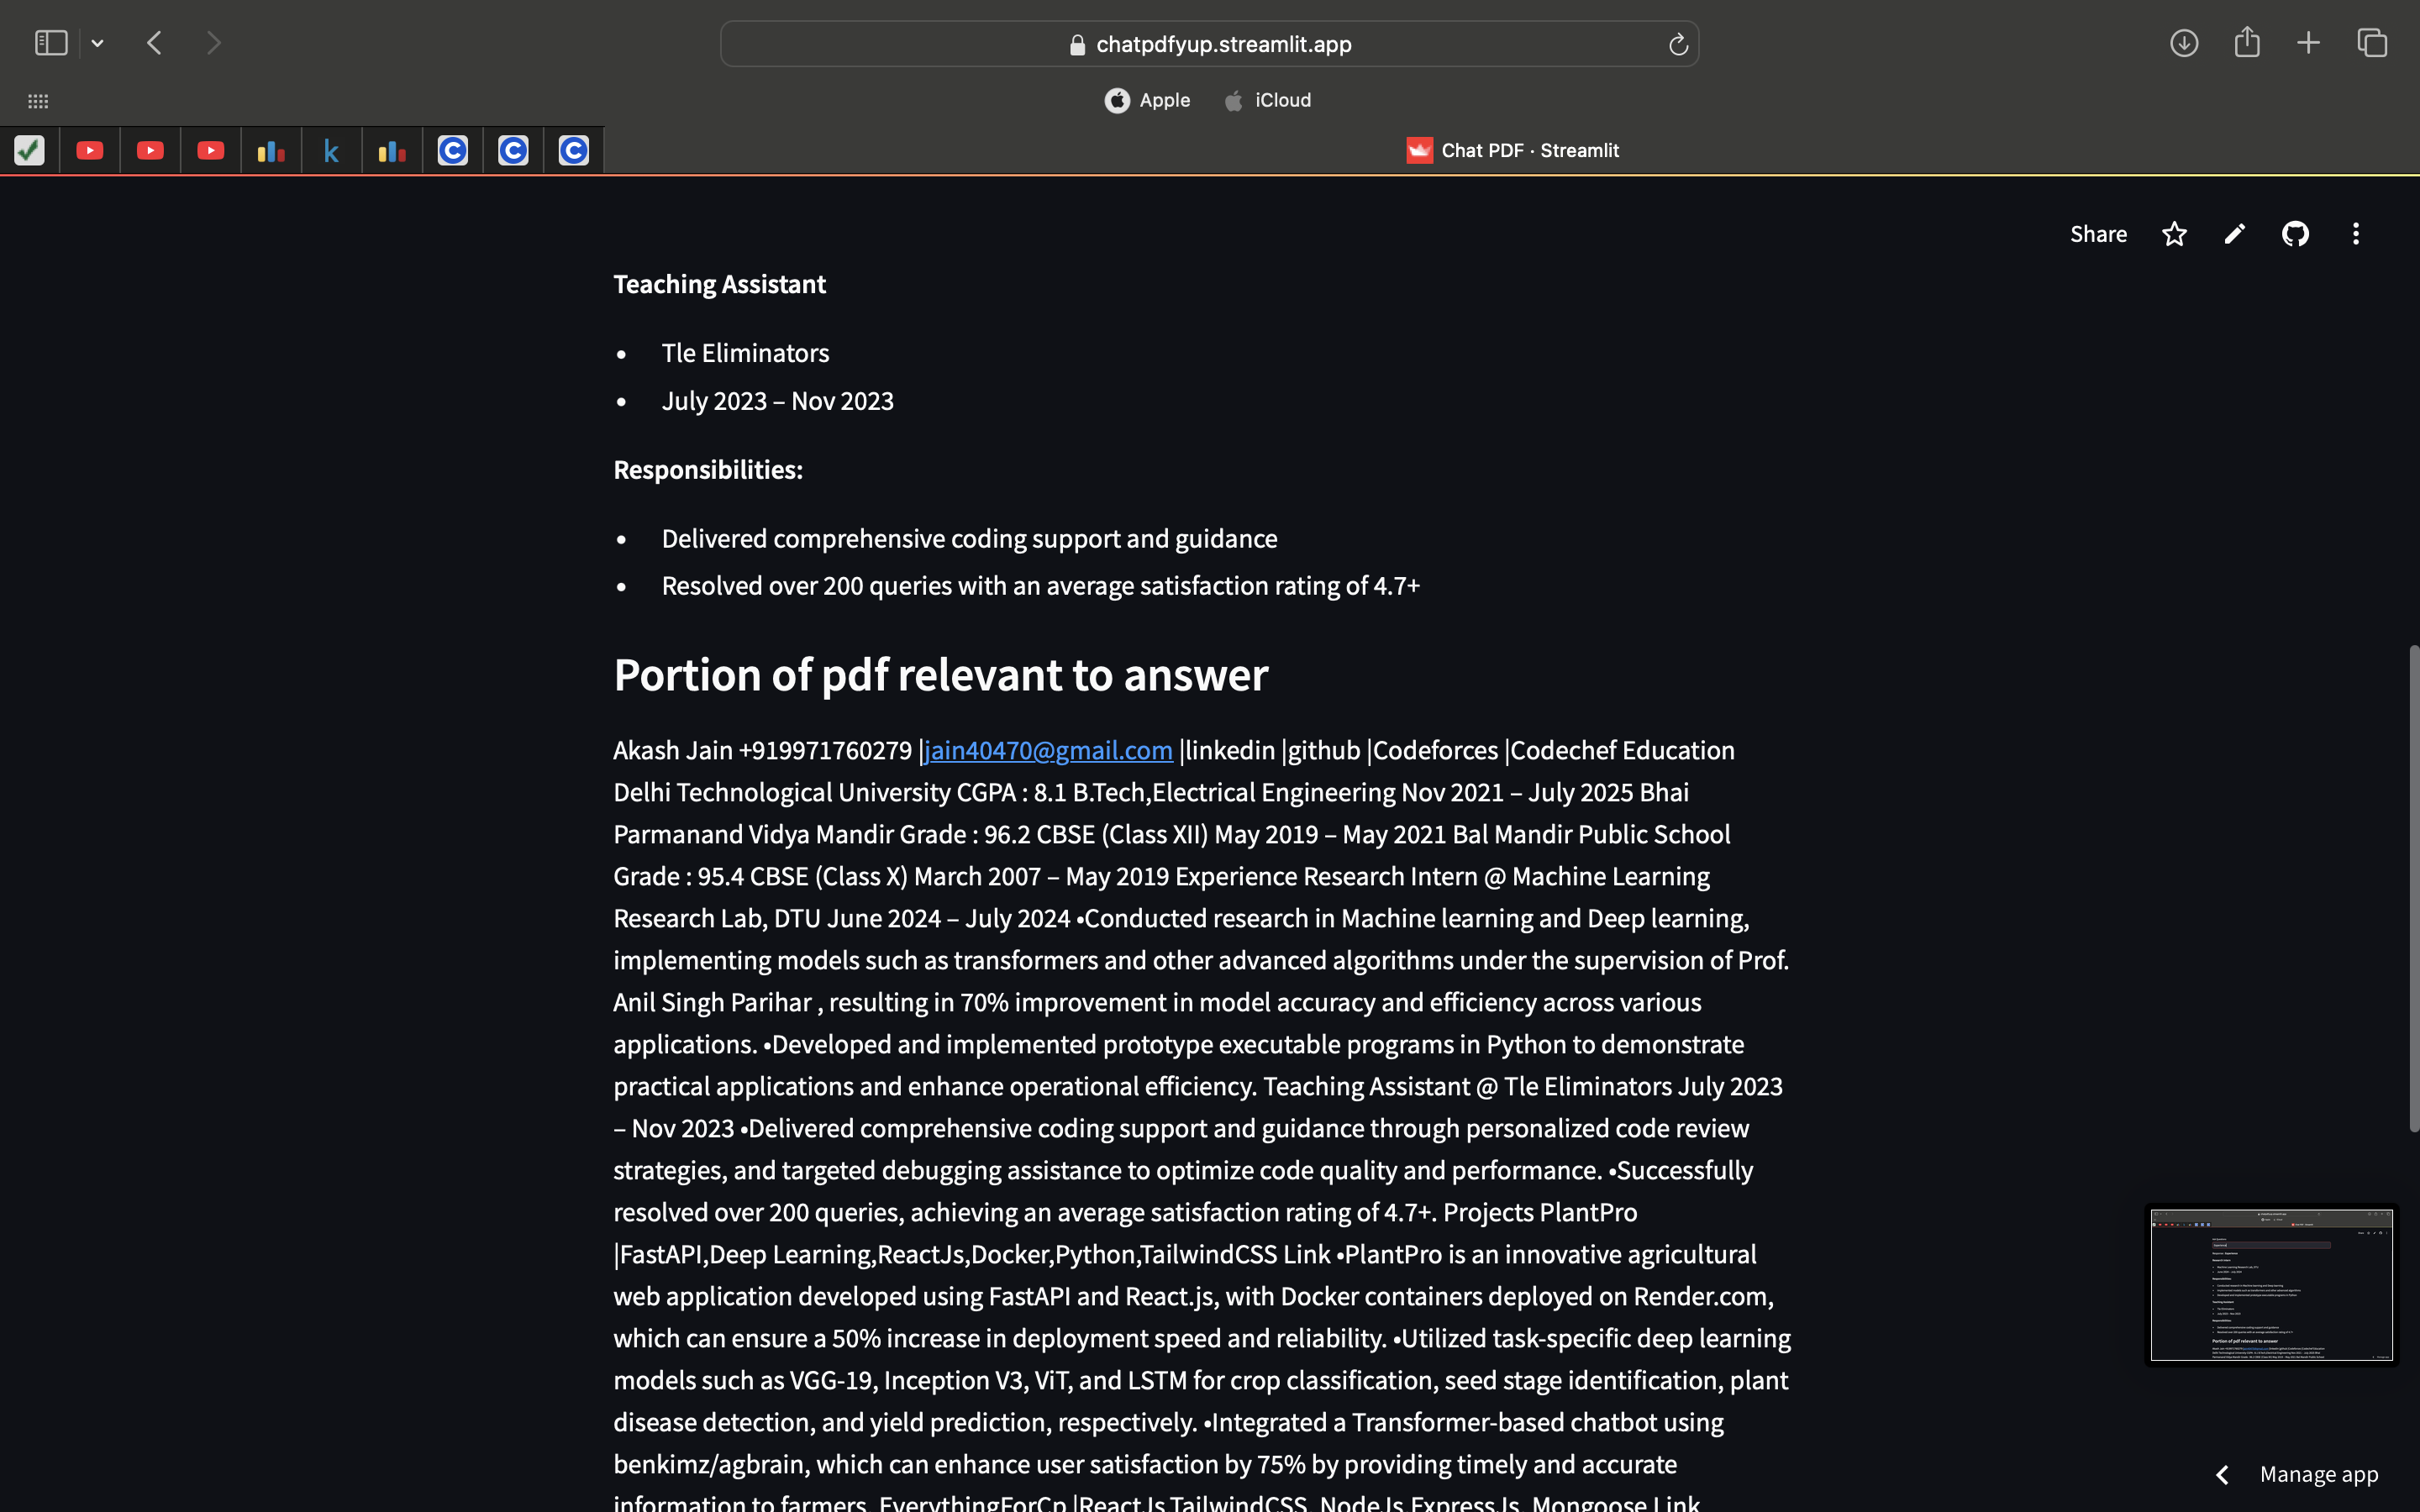 chatpdfyup.streamlit.app
Apple iCloud
k C C C Chat PDF · Streamlit
Share
Teaching Assistant
• Tle Eliminators
• July 2023 – Nov 2023
Responsibilities:
• Delivered comprehensive coding support and guidance
• Resolved over 200 queries with an average satisfaction rating of 4.7+
Portion of pdf relevant to answer
Akash Jain +919971760279 |jain40470@gmail.com |linkedin |github |Codeforces |Codechef Education
Delhi Technological University CGPA : 8.1 B.Tech,Electrical Engineering Nov 2021 – July 2025 Bhai
Parmanand Vidya Mandir Grade : 96.2 CBSE (Class XII) May 2019 – May 2021 Bal Mandir Public School
Grade : 95.4 CBSE (Class X) March 2007 – May 2019 Experience Research Intern @ Machine Learning
Research Lab, DTU June 2024 – July 2024 •Conducted research in Machine learning and Deep learning,
implementing models such as transformers and other advanced algorithms under the supervision of Prof.
Anil Singh Parihar , resulting in 70% improvement in model accuracy and efficiency across various
applications. •Developed and implemented prototype executable programs in Python to demonstrate
practical applications and enhance operational efficiency. Teaching Assistant @ Tle Eliminators July 2023
– Nov 2023 •Delivered comprehensive coding support and guidance through personalized code review
strategies, and targeted debugging assistance to optimize code quality and performance. •Successfully
resolved over 200 queries, achieving an average satisfaction rating of 4.7+. Projects PlantPro
|FastAPI,Deep Learning,ReactJs,Docker,Python,TailwindCSS Link •PlantPro is an innovative agricultural
web application developed using FastAPI and React.js, with Docker containers deployed on Render.com,
which can ensure a 50% increase in deployment speed and reliability. •Utilized task-specific deep learning
models such as VGG-19, Inception V3, ViT, and LSTM for crop classification, seed stage identification, plant
disease detection, and yield prediction, respectively. •Integrated a Transformer-based chatbot using
benkimz/agbrain, which can enhance user satisfaction by 75% by providing timely and accurate
information to farmers. EverythingForCp |ReactJs,TailwindCSS, NodeJs,ExpressJs, Mongoose Link
Manage app